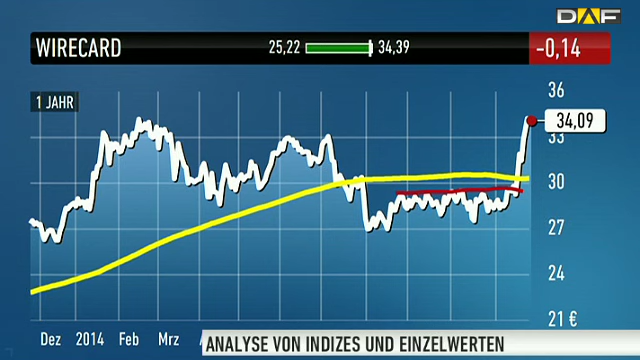 DAF
WIRECARD 25,22 34,39 -0,14
1 JAHR
36
34,09
33
30
27
24
21 €
Dez 2014 Feb Mrz
ANALYSE VON INDIZES UND EINZELWERTEN